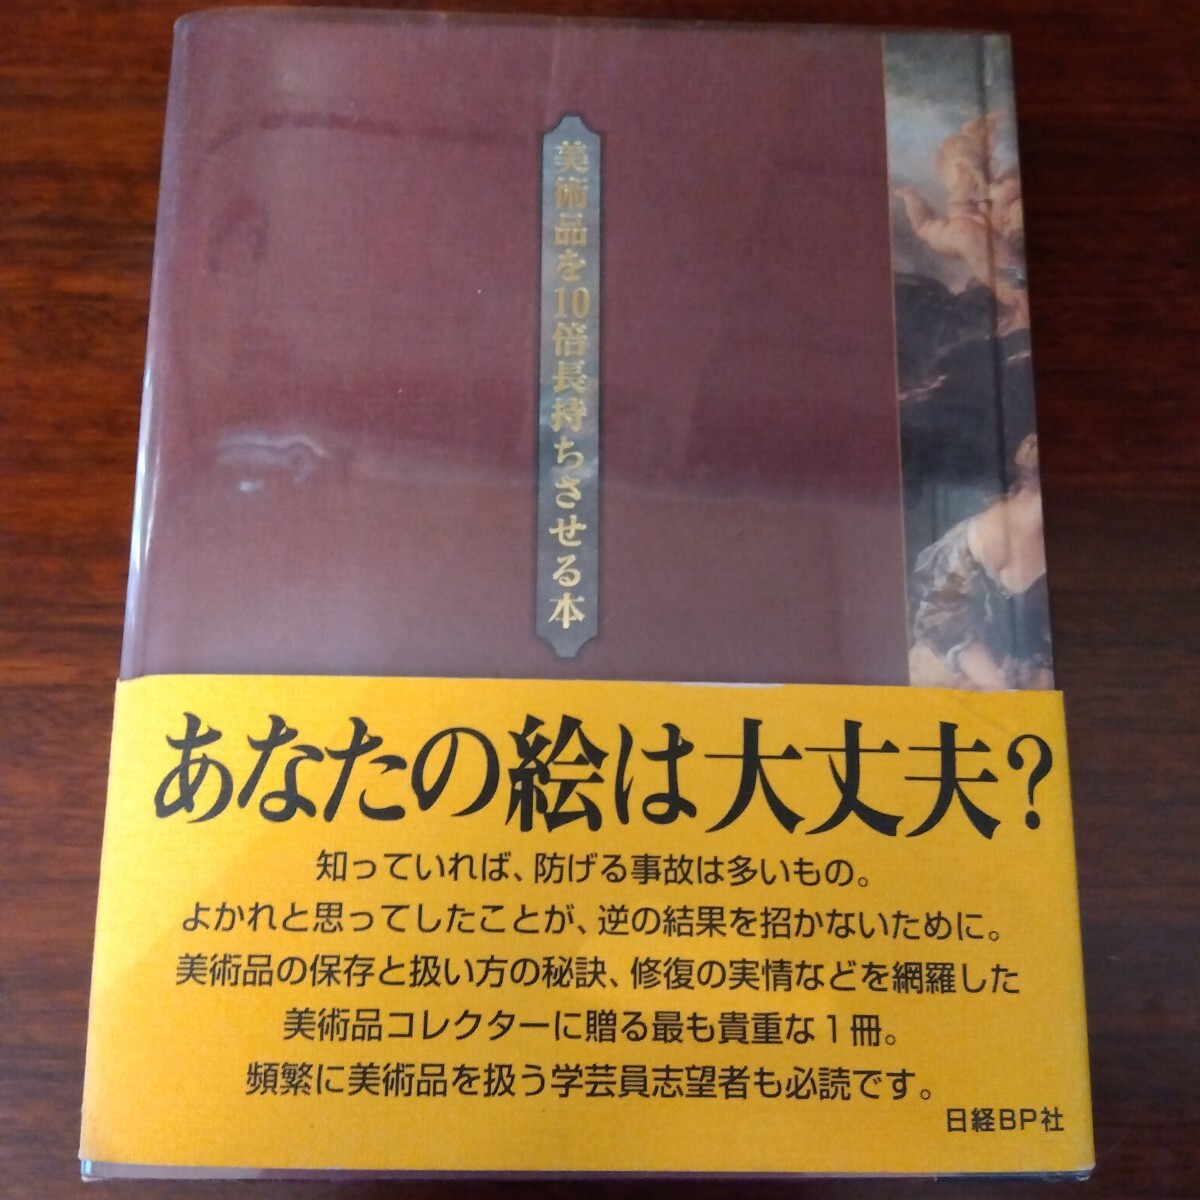 美術品を10倍長持ちさせる本
あなたの絵は大丈夫?
知っていれば、防げる事故は多いもの。
よかれと思ってしたことが、逆の結果を招かないために。
美術品の保存と扱い方の秘訣、修復の実情などを網羅した
美術品コレクターに贈る最も貴重な1冊。
頻繁に美術品を扱う学芸員志望者も必読です。
日経BP社